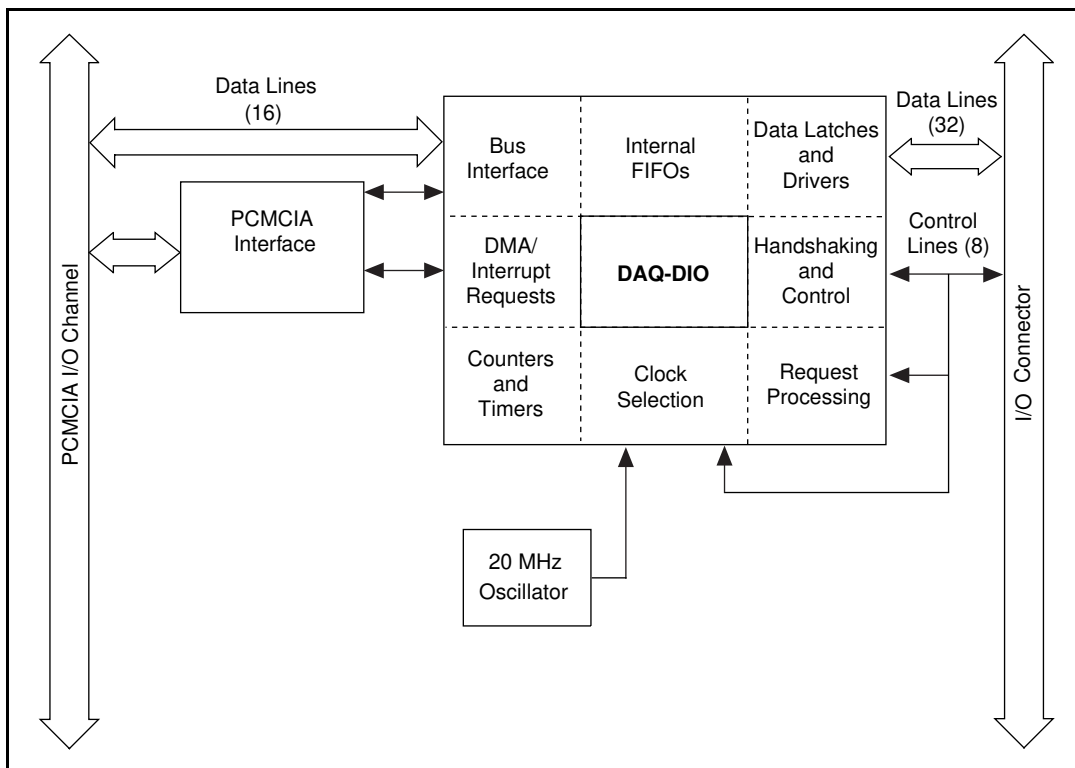 Data Lines
(16)
Data Lines
(32)
Bus
Interface
Internal
FIFOs
Data Latches
and
Drivers
PCMCIA
Interface
Control
Lines (8)
DMA/
Interrupt
Requests
DAQ-DIO
Handshaking
and
Control
Counters
and
Timers
Clock
Selection
Request
Processing
PCMCIA I/O Channel
I/O Connector
20 MHz
Oscillator